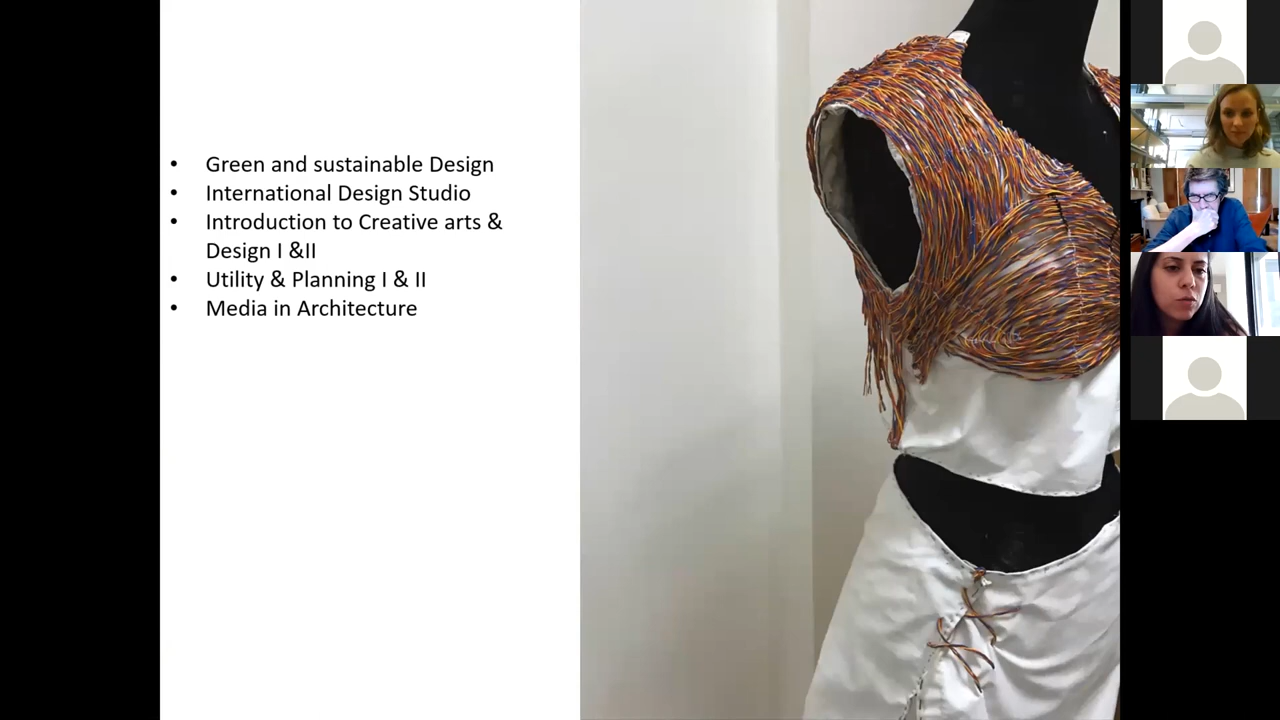 • Green and sustainable Design
• International Design Studio
• Introduction to Creative arts &
Design I &II
• Utility & Planning I & II
• Media in Architecture